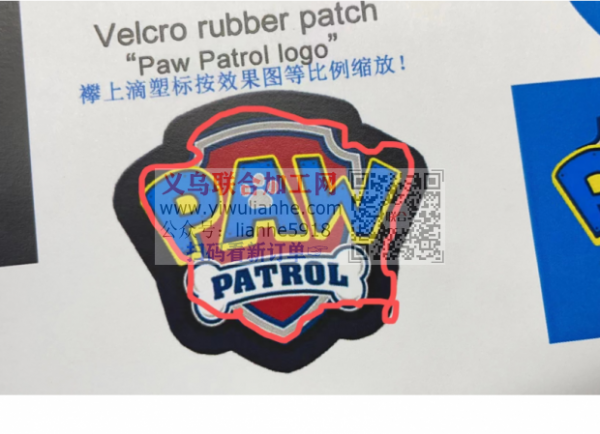 Velcro rubber patch
“Paw Patrol logo”
襷上滴塑标按效果图等比例缩放！
PAW
义乌联合加工网
www.yiwulianhe.com
公众号：lianhe5918
扫码看新订单
PATROL